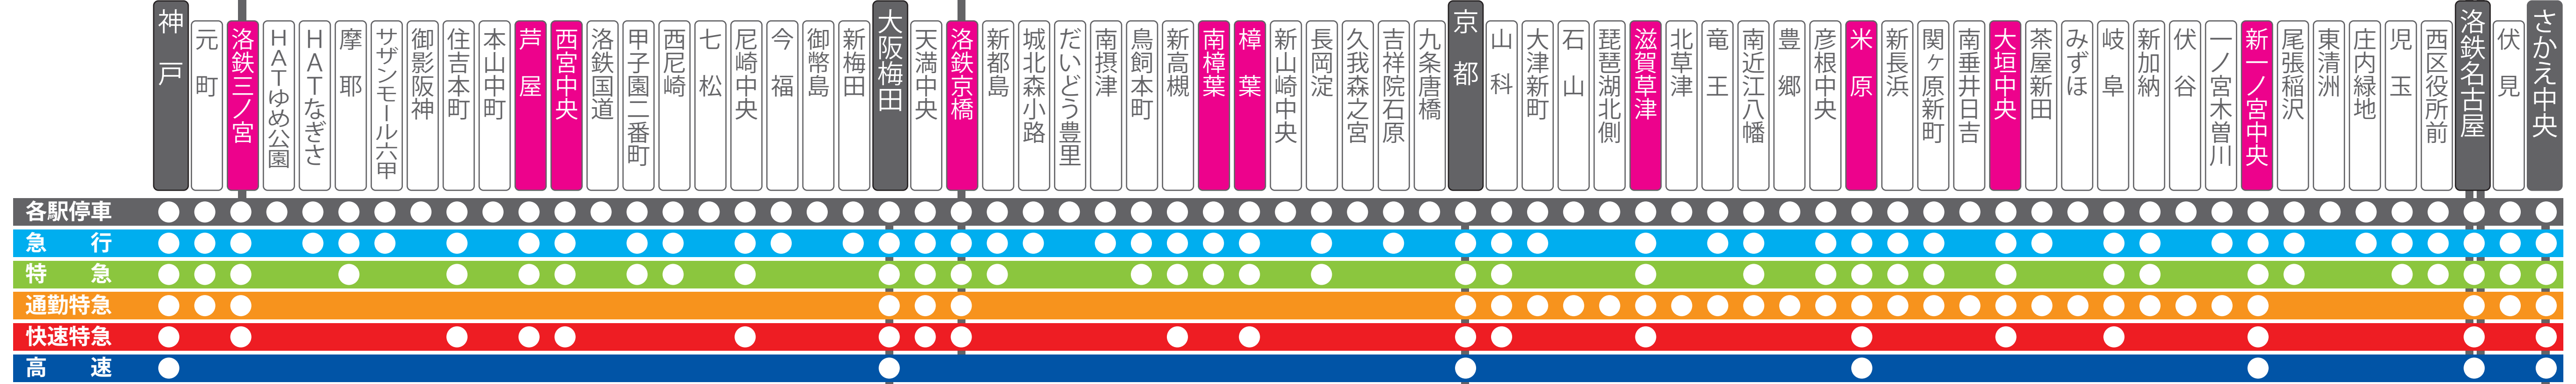 神戸
元町
洛鉄三ノ宮
HATゆめ公園
HATなぎさ
摩耶
サザンモール六甲
御影阪神
住吉本町
本山中町
芦屋
西宮中央
洛鉄国道
甲子園二番町
西尼崎
七松
尼崎中央
今福
御幣島
新梅田
大阪梅田
天満中央
洛鉄京橋
新都島
城北森小路
だいどう豊里
南摂津
鳥飼本町
新高槻
南樟葉
樟葉
新山崎中央
長岡淀
久我森之宮
吉祥院石原
九条唐橋
京都
山科
大津新町
石山
琵琶湖北側
滋賀草津
北草津
竜王
南近江八幡
豊郷
彦根中央
米原
新長浜
関ヶ原新町
南垂井日吉
大垣中央
茶屋新田
みずほ
岐阜
新加納
伏谷
一ノ宮木曽川
新一ノ宮中央
尾張稲沢
東清洲
庄内緑地
児玉
西区役所前
洛鉄名古屋
伏見
さかえ中央
各駅停車
急行
特急
通勤特急
快速特急
高速